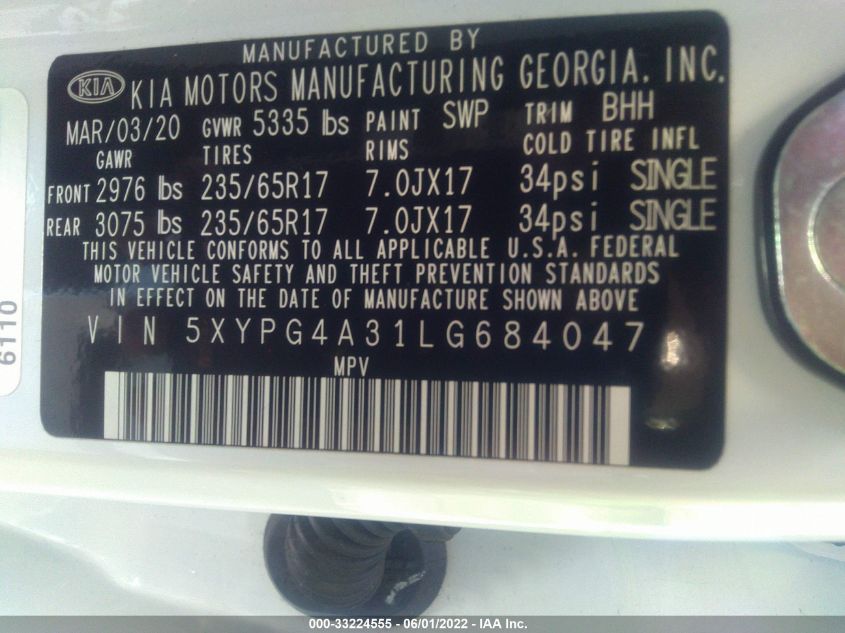 MANUFACTURED BY
KIA KIA MOTORS MANUFACTURING GEORGIA, INC.
MAR/03/20 GVWR 5335 lbs PAINT SWP TRIM BHH
GAWR TIRES RIMS COLD TIRE INFL
FRONT 2976 lbs 235/65R17 7.0JX17 34psi SINGLE
REAR 3075 lbs 235/65R17 7.0JX17 34psi SINGLE
THIS VEHICLE CONFORMS TO ALL APPLICABLE U.S.A. FEDERAL
MOTOR VEHICLE SAFETY AND THEFT PREVENTION STANDARDS
IN EFFECT ON THE DATE OF MANUFACTURE SHOWN ABOVE
VIN 5XYPG4A31LG684047
MPV
6110
000-33224555 - 06/01/2022 - IAA Inc.